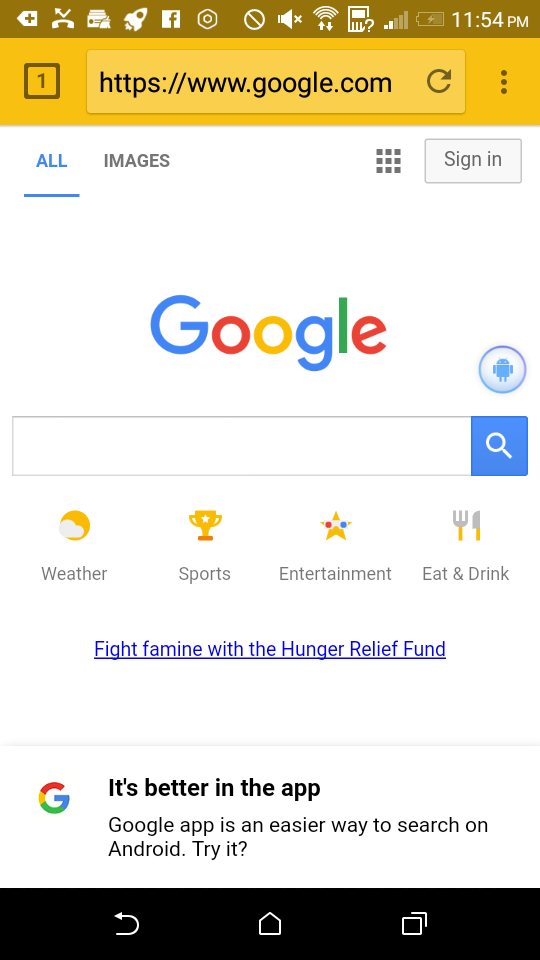 11:54 PM
1
https://www.google.com
ALL IMAGES Sign in
Google
Weather Sports Entertainment Eat & Drink
Fight famine with the Hunger Relief Fund
It's better in the app
Google app is an easier way to search on
Android. Try it?